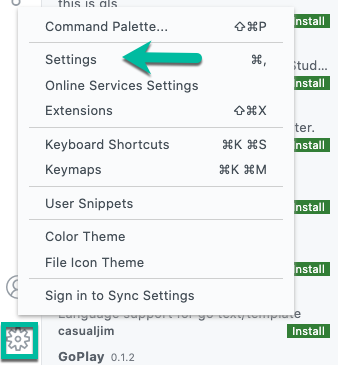 this is gls
Install
Command Palette... ⇧⌘P
Settings ⌘,
Stud...
Install
Online Services Settings
Extensions ⇧⌘X
ter.
Keyboard Shortcuts ⌘K ⌘S
Install
Keymaps ⌘K ⌘M
User Snippets
Install
Color Theme
File Icon Theme
Install
Sign in to Sync Settings
Language support for go text/template
casualjim
Install
GoPlay 0.1.2